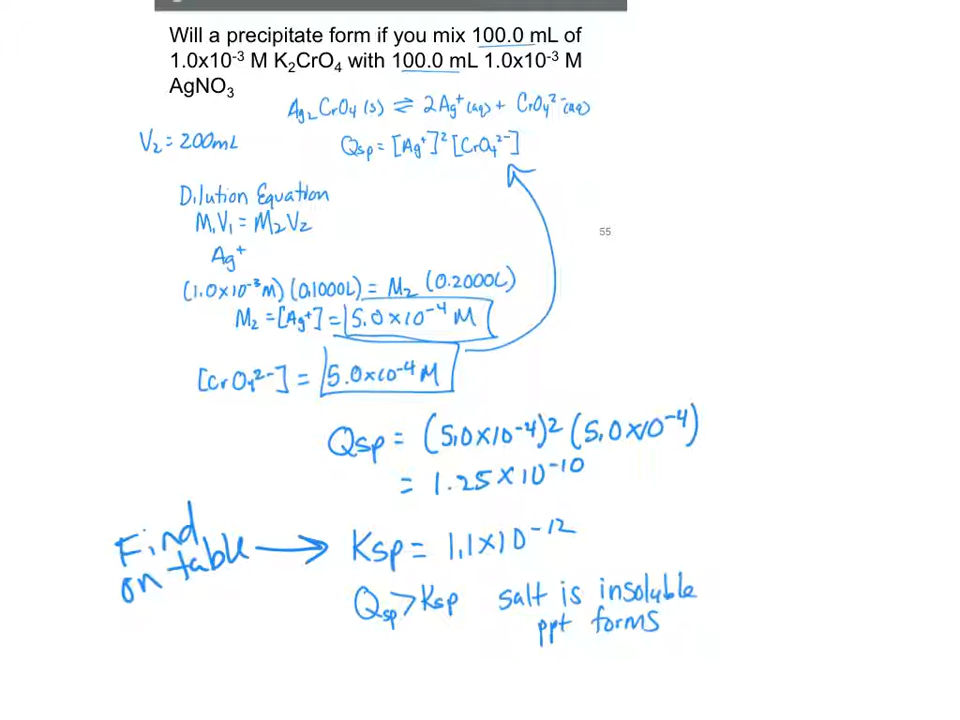 Will a precipitate form if you mix 100.0 mL of
1.0x10⁻³ M K₂CrO₄ with 100.0 mL 1.0x10⁻³ M
AgNO₃
Ag₂CrO₄(s) ⇌ 2Ag⁺(aq) + CrO₄²⁻(aq)
V₂ = 200mL
Qsp = [Ag⁺]² [CrO₄²⁻]
Dilution Equation
M₁V₁ = M₂V₂
55
Ag⁺
(1.0x10⁻³M) (0.1000L) = M₂ (0.2000L)
M₂ = [Ag⁺] = 5.0x10⁻⁴ M
[CrO₄²⁻] = 5.0x10⁻⁴ M
Qsp = (5.0x10⁻⁴)² (5.0x10⁻⁴)
= 1.25 x 10⁻¹⁰
Find
on table → Ksp = 1.1x10⁻¹²
Qsp > Ksp salt is insoluble
ppt forms